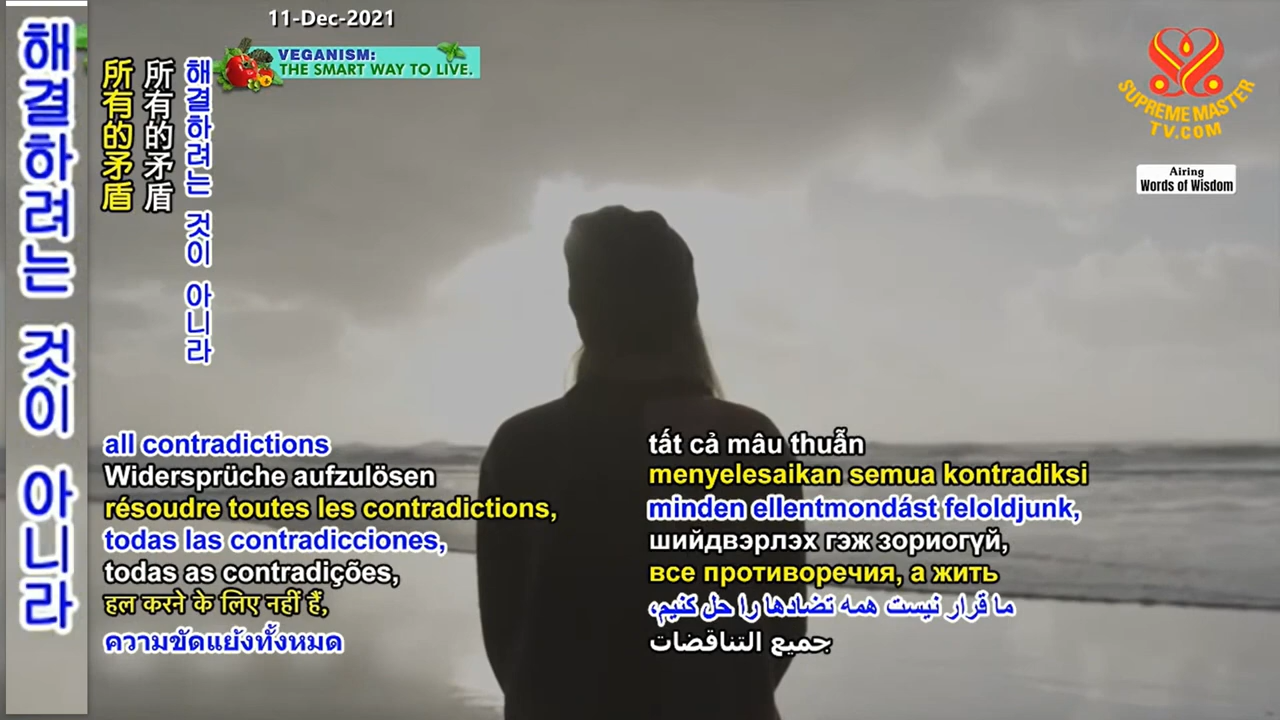 11-Dec-2021
VEGANISM:
THE SMART WAY TO LIVE.
SUPREME MASTER
TV.COM
Airing
Words of Wisdom
해결하려는 것이 아니라
所有的矛盾
所有的矛盾
해결하려는 것이 아니라
all contradictions
Widersprüche aufzulösen
résoudre toutes les contradictions,
todas las contradicciones,
todas as contradições,
हल करने के लिए नहीं हैं,
ความขัดแย้งทั้งหมด
tất cả mâu thuẫn
menyelesaikan semua kontradiksi
minden ellentmondást feloldjunk,
шийдвэрлэх гэж зориогүй,
все противоречия, а жить
ما قرار نیست همه تضادها را حل کنیم،
جميع التناقضات